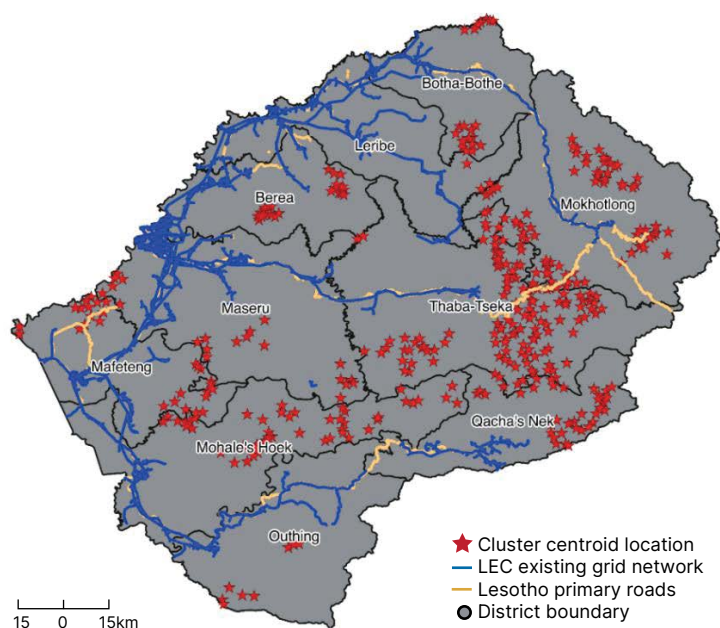 Botha-Bothe
Leribe
Berea
Mokhotlong
Maseru
Thaba-Tseka
Mafeteng
Qacha's Nek
Mohale's Hoek
Outhing
Cluster centroid location
LEC existing grid network
Lesotho primary roads
District boundary
15 0 15km